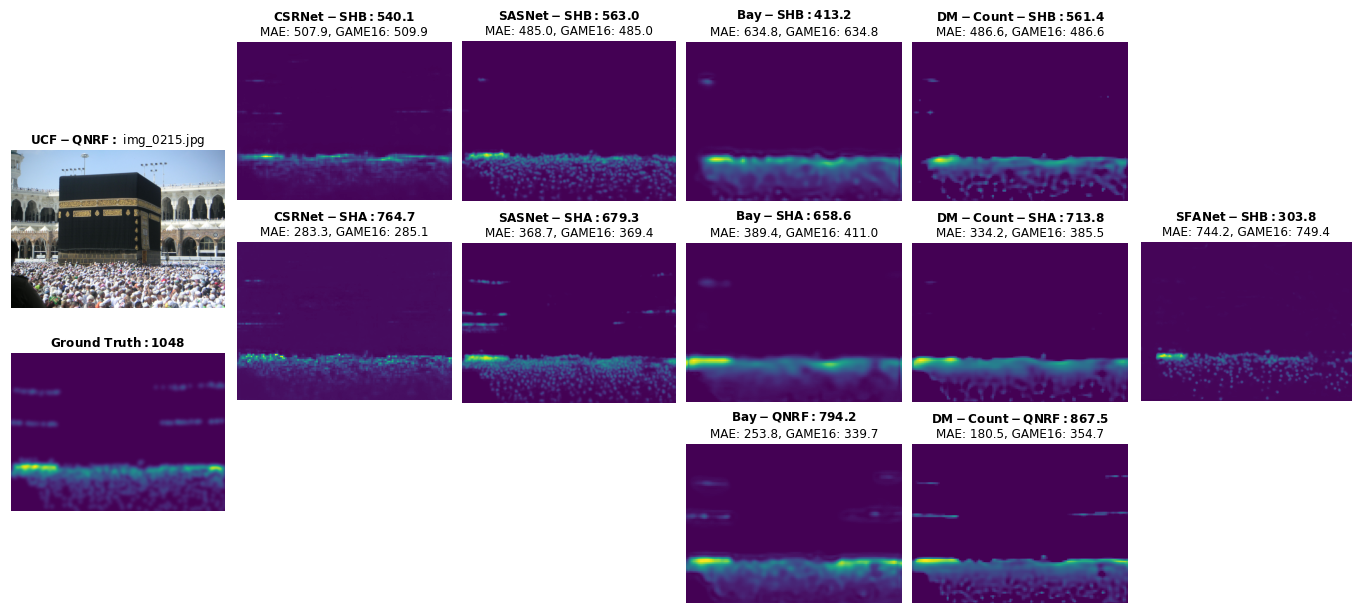 CSRNet − SHB : 540.1
MAE: 507.9, GAME16: 509.9
SASNet − SHB : 563.0
MAE: 485.0, GAME16: 485.0
Bay − SHB : 413.2
MAE: 634.8, GAME16: 634.8
DM − Count − SHB : 561.4
MAE: 486.6, GAME16: 486.6
UCF − QNRF : img_0215.jpg
CSRNet − SHA : 764.7
MAE: 283.3, GAME16: 285.1
SASNet − SHA : 679.3
MAE: 368.7, GAME16: 369.4
Bay − SHA : 658.6
MAE: 389.4, GAME16: 411.0
DM − Count − SHA : 713.8
MAE: 334.2, GAME16: 385.5
SFANet − SHB : 303.8
MAE: 744.2, GAME16: 749.4
Ground Truth : 1048
Bay − QNRF : 794.2
MAE: 253.8, GAME16: 339.7
DM − Count − QNRF : 867.5
MAE: 180.5, GAME16: 354.7